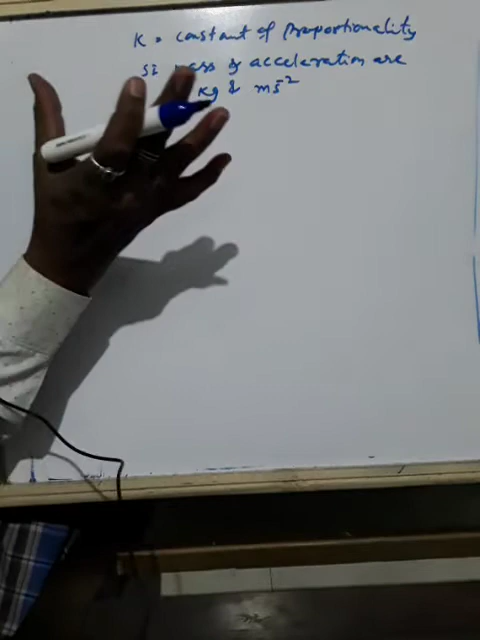 K = constant of proportionality
SI mass & acceleration are
kg & ms⁻²